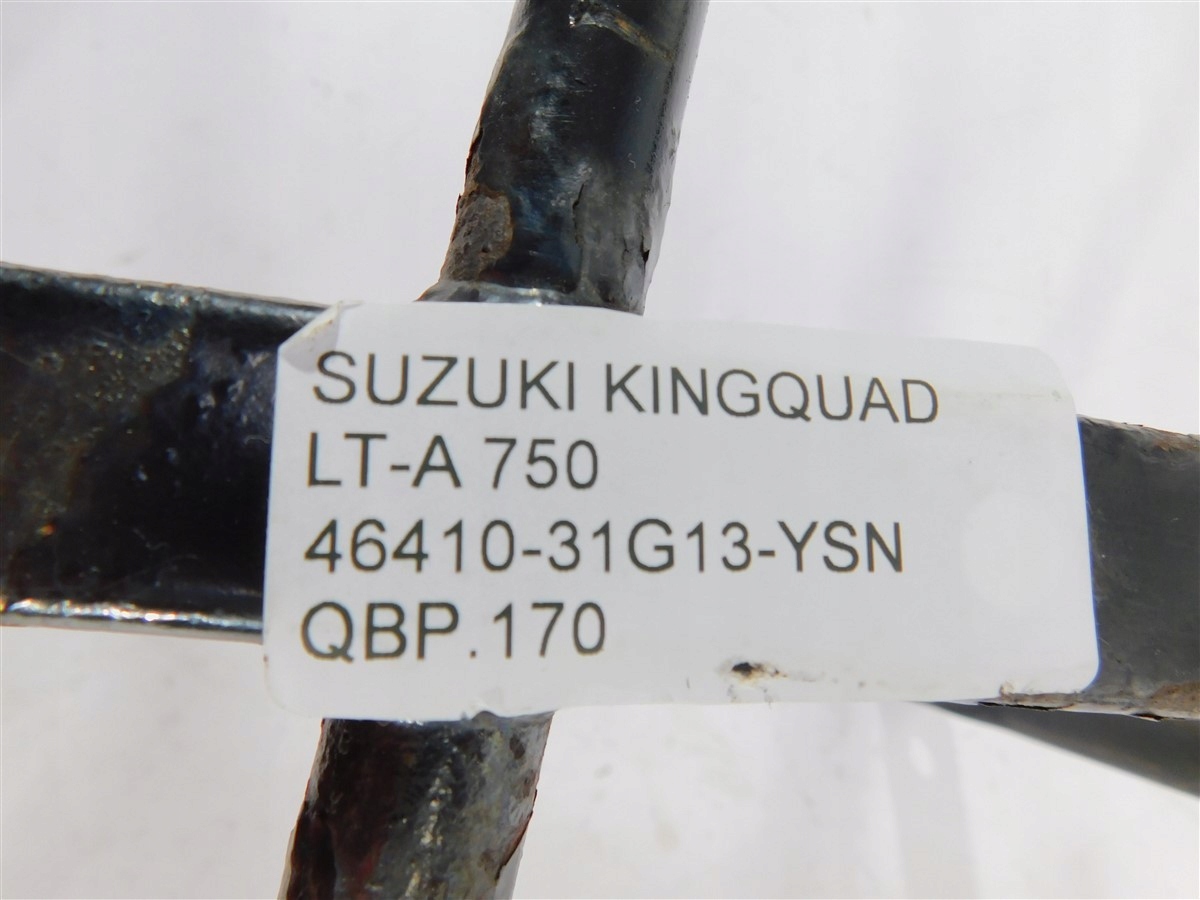 SUZUKI KINGQUAD
LT-A 750
46410-31G13-YSN
QBP.170